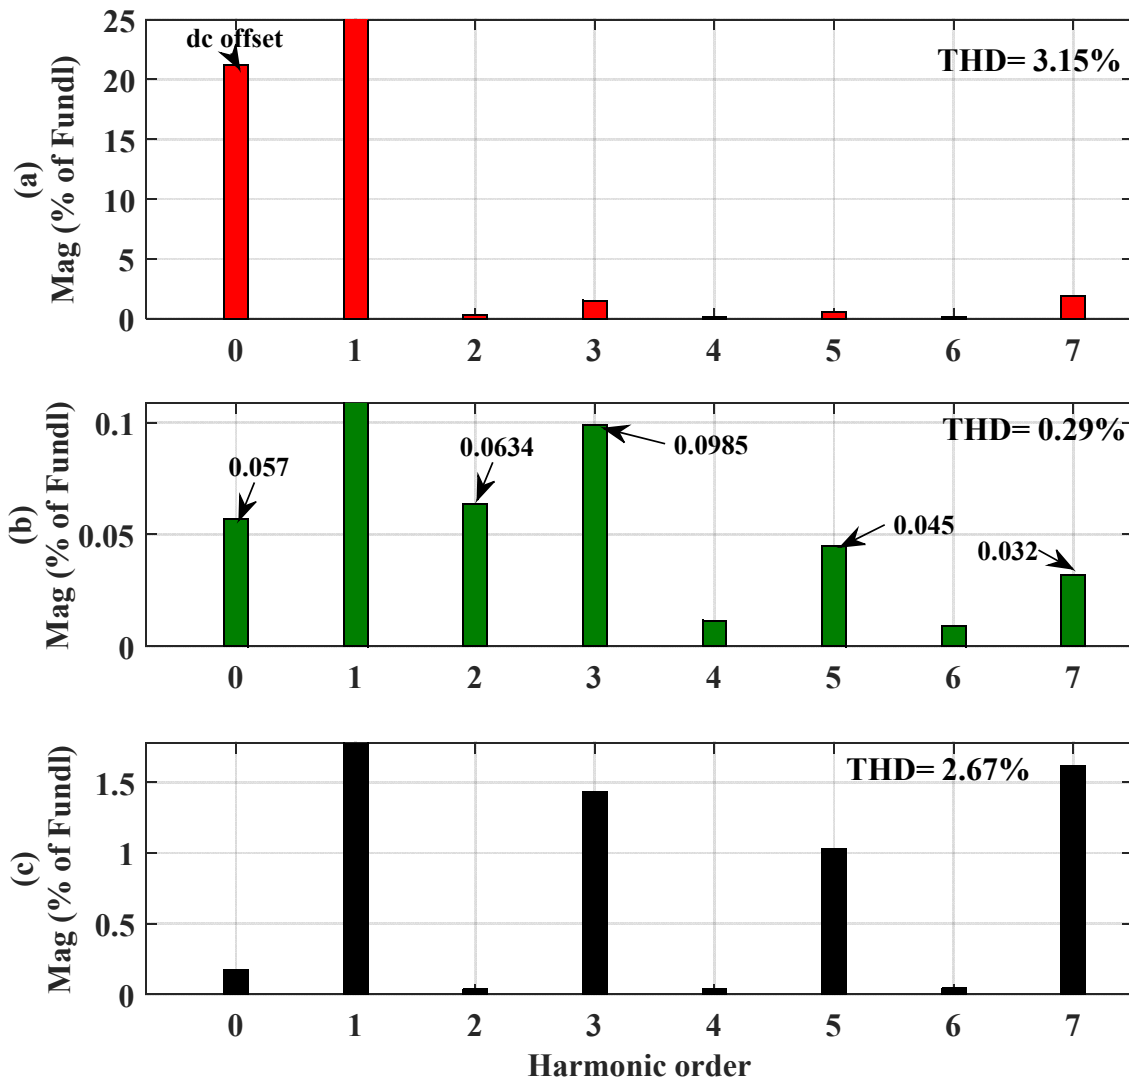 25
dc offset
THD= 3.15%
20
15
10
5
0
(a)
Mag (% of Fundl)
0 1 2 3 4 5 6 7
0.1
THD= 0.29%
0.0634
0.0985
0.057
0.05
0.045
0.032
0
(b)
Mag (% of Fundl)
0 1 2 3 4 5 6 7
THD= 2.67%
1.5
1
0.5
0
(c)
Mag (% of Fundl)
0 1 2 3 4 5 6 7
Harmonic order